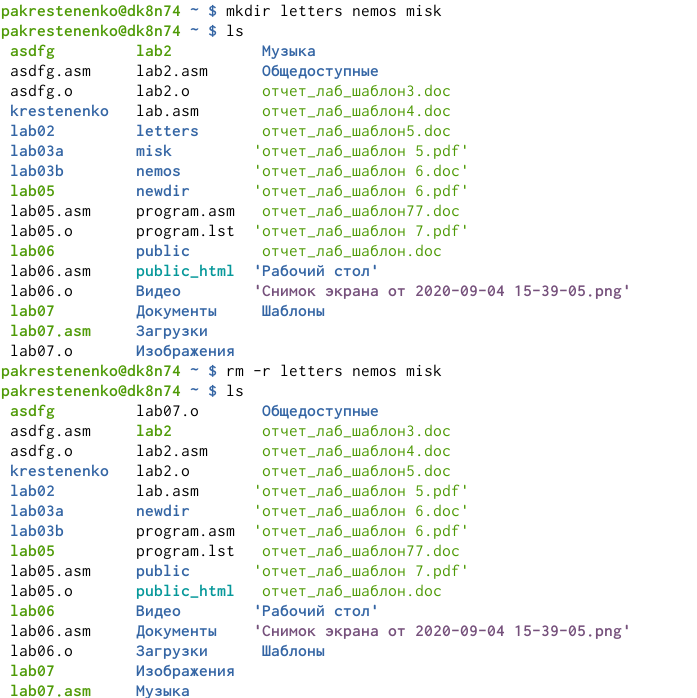 pakrestenenko@dk8n74 ~ $ mkdir letters nemos misk
pakrestenenko@dk8n74 ~ $ ls
asdfg lab2 Музыка
asdfg.asm lab2.asm Общедоступные
asdfg.o lab2.o отчет_лаб_шаблон3.doc
krestenenko lab.asm отчет_лаб_шаблон4.doc
lab02 letters отчет_лаб_шаблон5.doc
lab03a misk 'отчет_лаб_шаблон 5.pdf'
lab03b nemos 'отчет_лаб_шаблон 6.doc'
lab05 newdir 'отчет_лаб_шаблон 6.pdf'
lab05.asm program.asm отчет_лаб_шаблон77.doc
lab05.o program.lst 'отчет_лаб_шаблон 7.pdf'
lab06 public отчет_лаб_шаблон.doc
lab06.asm public_html 'Рабочий стол'
lab06.o Видео 'Снимок экрана от 2020-09-04 15-39-05.png'
lab07 Документы Шаблоны
lab07.asm Загрузки
lab07.o Изображения
pakrestenenko@dk8n74 ~ $ rm -r letters nemos misk
pakrestenenko@dk8n74 ~ $ ls
asdfg lab07.o Общедоступные
asdfg.asm lab2 отчет_лаб_шаблон3.doc
asdfg.o lab2.asm отчет_лаб_шаблон4.doc
krestenenko lab2.o отчет_лаб_шаблон5.doc
lab02 lab.asm 'отчет_лаб_шаблон 5.pdf'
lab03a newdir 'отчет_лаб_шаблон 6.doc'
lab03b program.asm 'отчет_лаб_шаблон 6.pdf'
lab05 program.lst отчет_лаб_шаблон77.doc
lab05.asm public 'отчет_лаб_шаблон 7.pdf'
lab05.o public_html отчет_лаб_шаблон.doc
lab06 Видео 'Рабочий стол'
lab06.asm Документы 'Снимок экрана от 2020-09-04 15-39-05.png'
lab06.o Загрузки Шаблоны
lab07 Изображения
lab07.asm Музыка